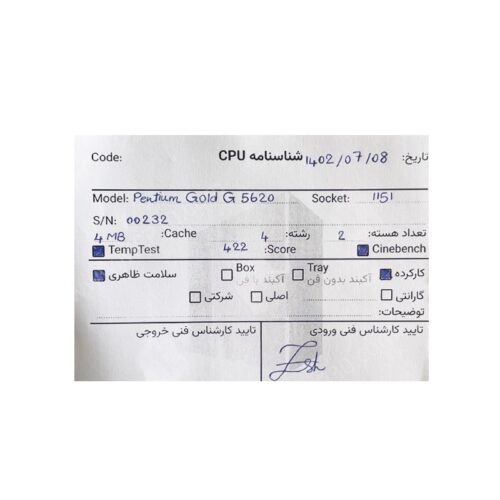 Code: شناسنامه CPU تاریخ: 1402/07/08
Model: Pentium Gold G 5620 Socket: 1151
S/N: 00232
تعداد هسته: 2 رشته: 4 Cache: 4 MB
Cinebench Score: 422 TempTest
کارکرده Tray آکبند بدون فن Box آکبند با فن سلامت ظاهری
گارانتی اصلی شرکتی
توضیحات:
تایید کارشناس فنی ورودی تایید کارشناس فنی خروجی